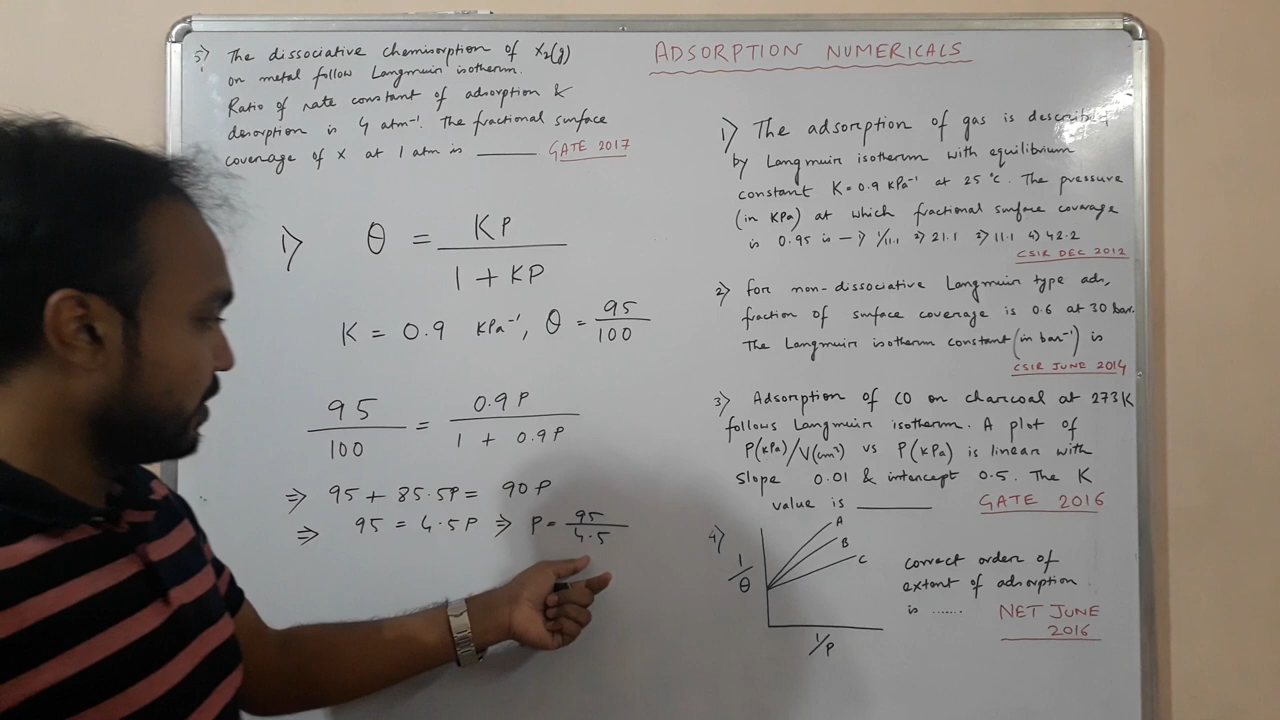 ADSORPTION NUMERICALS
5) The dissociative chemisorption of X2(g)
on metal follow Langmuir isotherm.
Ratio of rate constant of adsorption &
desorption is 4 atm⁻¹. The fractional surface
coverage of X at 1 atm is ______ GATE 2017
1) θ = KP / 1 + KP
K = 0.9 KPa⁻¹, θ = 95/100
95/100 = 0.9P / 1 + 0.9P
⇒ 95 + 85.5P = 90P
⇒ 95 = 4.5P ⇒ P = 95/4.5
1) The adsorption of gas is described
by Langmuir isotherm with equilibrium
constant K = 0.9 KPa⁻¹ at 25 °C. The pressure
(in KPa) at which fractional surface coverage
is 0.95 is — 1) 1/11.1 2) 21.1 3) 11.1 4) 42.2
CSIR DEC 2012
2) For non-dissociative Langmuir type ads,
fraction of surface coverage is 0.6 at 30 bar.
The Langmuir isotherm constant (in bar⁻¹) is
CSIR JUNE 2014
3) Adsorption of CO on charcoal at 273K
follows Langmuir isotherm. A plot of
P(KPa)/V(cm³) vs P(KPa) is linear with
slope 0.01 & intercept 0.5. The K
value is ______ GATE 2016
4) 1/θ A B C 1/P
correct order of
extent of adsorption
is ......
NET JUNE
2016